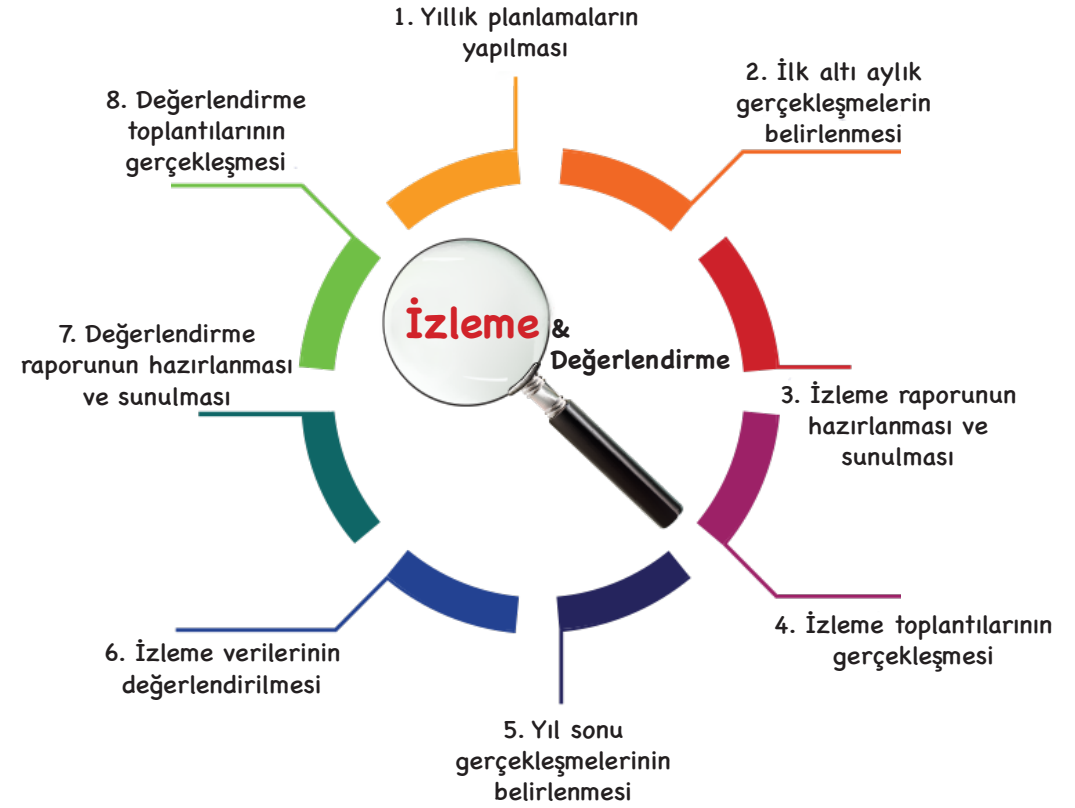 1. Yıllık planlamaların
yapılması
2. İlk altı aylık
gerçekleşmelerin
belirlenmesi
3. İzleme raporunun
hazırlanması ve
sunulması
4. İzleme toplantılarının
gerçekleşmesi
5. Yıl sonu
gerçekleşmelerinin
belirlenmesi
6. İzleme verilerinin
değerlendirilmesi
7. Değerlendirme
raporunun hazırlanması
ve sunulması
8. Değerlendirme
toplantılarının
gerçekleşmesi
İzleme &
Değerlendirme